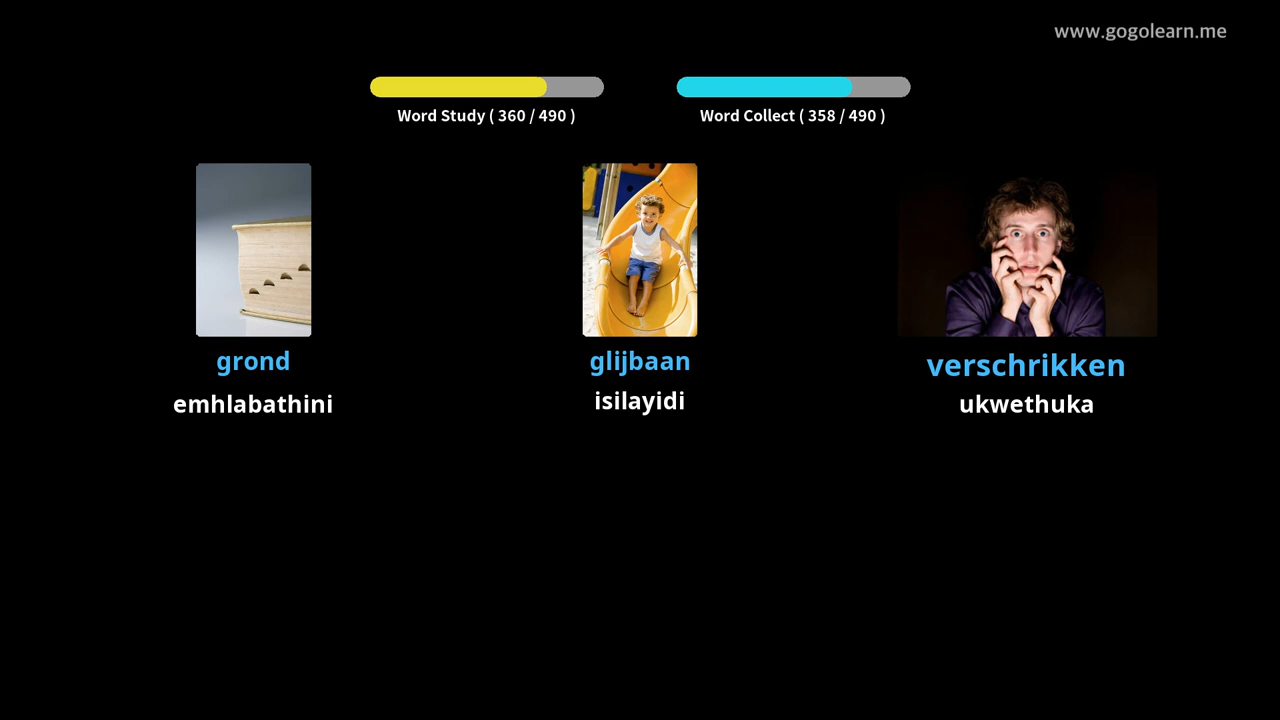 www.gogolearn.me
Word Study ( 360 / 490 )
Word Collect ( 358 / 490 )
grond
glijbaan
verschrikken
emhlabathini
isilayidi
ukwethuka